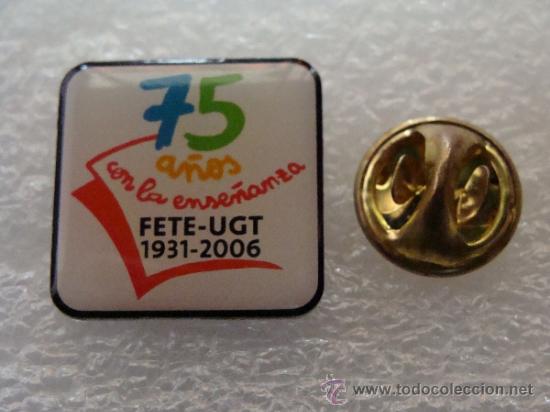 75
años
con la enseñanza
FETE-UGT
1931-2006
www.todocoleccion.net